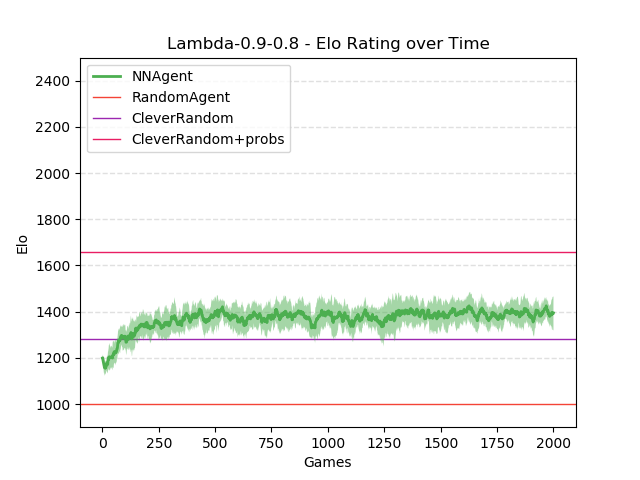 Lambda-0.9-0.8 - Elo Rating over Time
NNAgent
RandomAgent
CleverRandom
CleverRandom+probs
2400
2200
2000
1800
1600
1400
1200
1000
Elo
0 250 500 750 1000 1250 1500 1750 2000
Games